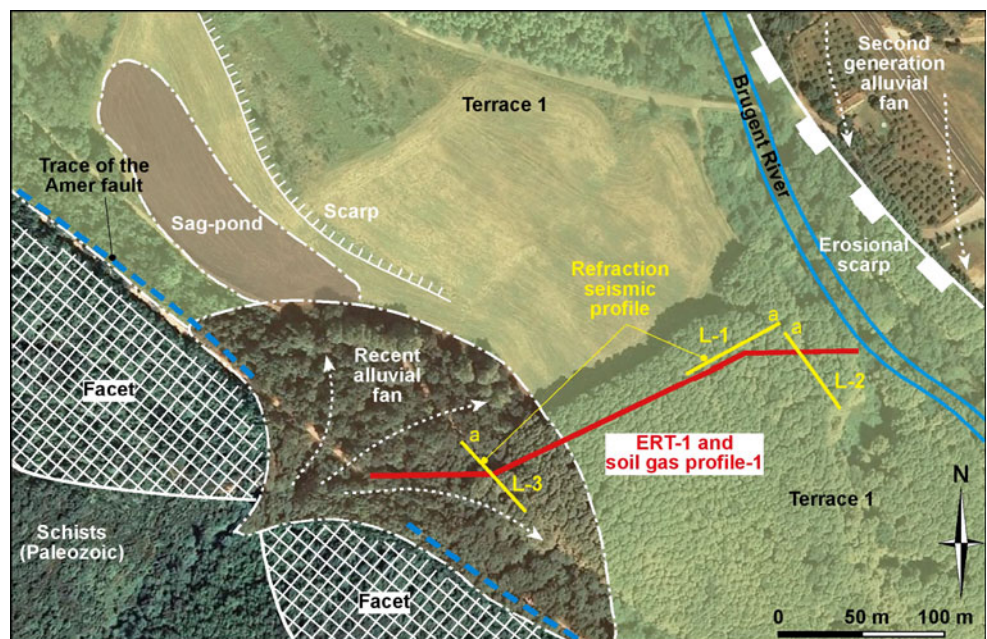 Second
generation
alluvial
fan
Terrace 1
Brugent River
Trace of the
Amer fault
Scarp
Sag-pond
Erosional
scarp
Refraction
seismic
profile
a
a
L-1
Recent
alluvial
fan
L-2
Facet
a
ERT-1 and
soil gas profile-1
L-3
N
Terrace 1
Schists
(Paleozoic)
Facet
0 50 m 100 m